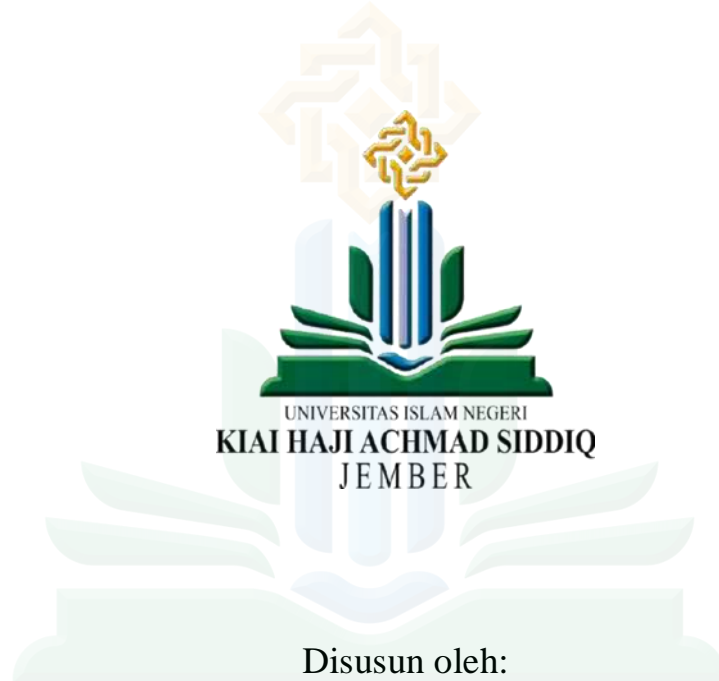 UNIVERSITAS ISLAM NEGERI
KIAI HAJI ACHMAD SIDDIQ
JEMBER
Disusun oleh: